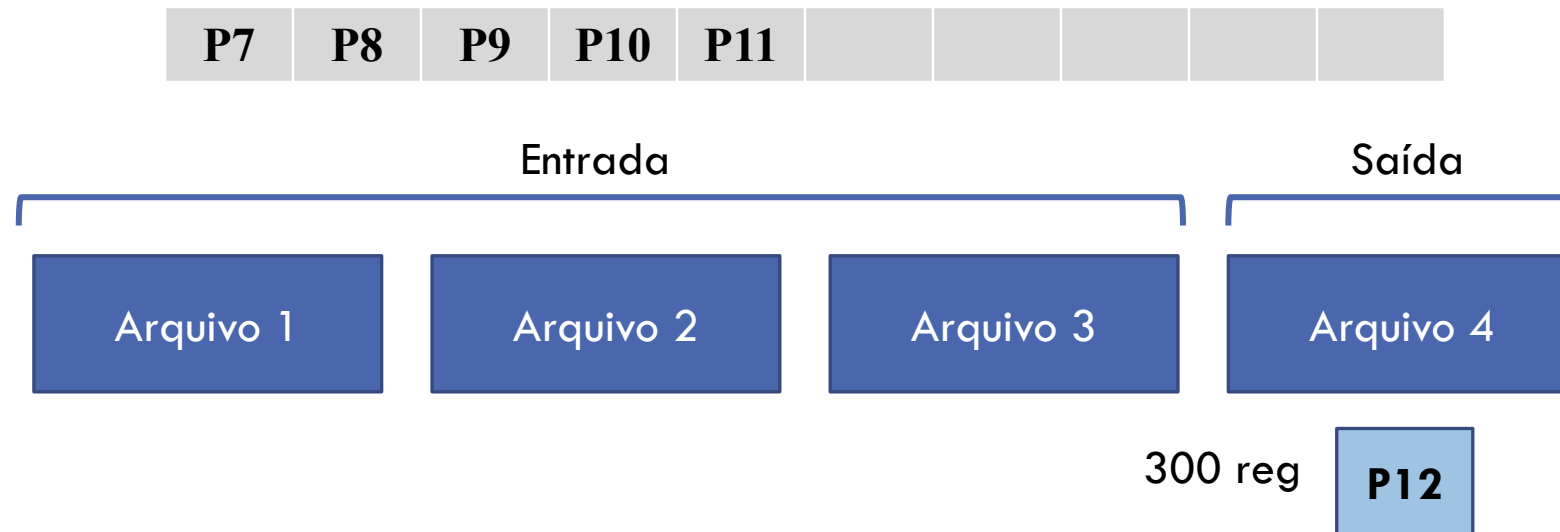 P7 P8 P9 P10 P11
Entrada Saída
Arquivo 1 Arquivo 2 Arquivo 3 Arquivo 4
300 reg P12